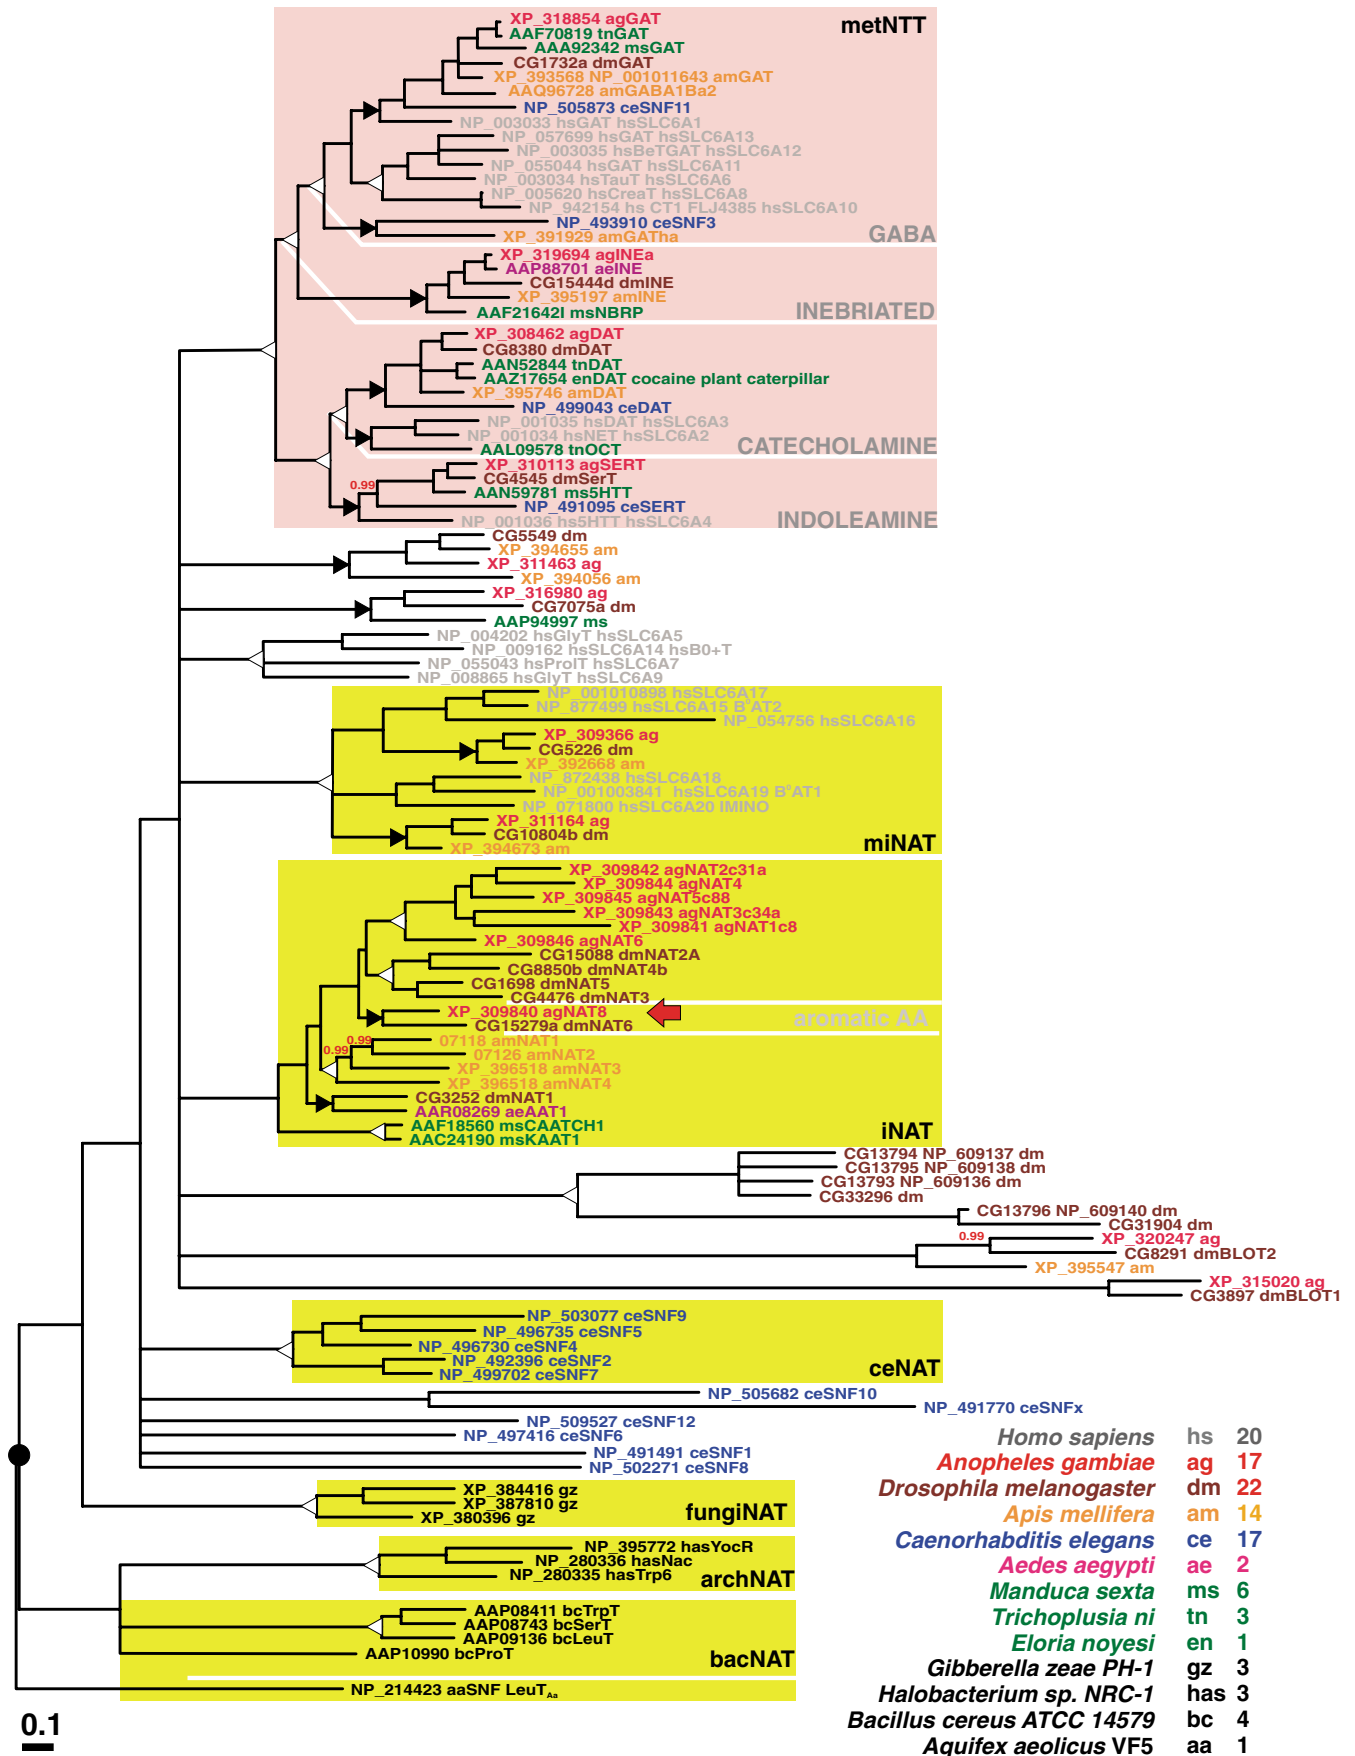 XP_318854 agGAT
metNTT
AAF70819 tnGAT
AAA92342 msGAT
CG1732a dmGAT
XP_393568 NP_001011643 amGAT
AAQ96728 amGABA1Ba2
NP_505873 ceSNF11
NP_003033 hsGAT hsSLC6A1
NP_057699 hsGAT hsSLC6A13
NP_003035 hsBeTGAT hsSLC6A12
NP_055044 hsGAT hsSLC6A11
NP_003034 hsTauT hsSLC6A6
NP_005620 hsCreaT hsSLC6A8
NP_942154 hs CT1 FLJ4385 hsSLC6A10
NP_493910 ceSNF3
XP_391929 amGATha
GABA
XP_319694 agINEa
AAP88701 aeINE
CG15444d dmINE
XP_395197 amINE
AAF21642I msNBRP
INEBRIATED
XP_308462 agDAT
CG8380 dmDAT
AAN52844 tnDAT
AAZ17654 enDAT cocaine plant caterpillar
XP_395746 amDAT
NP_499043 ceDAT
NP_001035 hsDAT hsSLC6A3
NP_001034 hsNET hsSLC6A2
AAL09578 tnOCT
CATECHOLAMINE
XP_310113 agSERT
CG4545 dmSerT
0.99
AAN59781 ms5HTT
NP_491095 ceSERT
NP_001036 hs5HTT hsSLC6A4
INDOLEAMINE
CG5549 dm
XP_394655 am
XP_311463 ag
XP_394056 am
XP_316980 ag
CG7075a dm
AAP94997 ms
NP_004202 hsGlyT hsSLC6A5
NP_009162 hsSLC6A14 hsB0+T
NP_055043 hsProlT hsSLC6A7
NP_008865 hsGlyT hsSLC6A9
NP_001010898 hsSLC6A17
NP_877499 hsSLC6A15 B⁰AT2
NP_054756 hsSLC6A16
XP_309366 ag
CG5226 dm
XP_392668 am
NP_872438 hsSLC6A18
NP_001003841 hsSLC6A19 B⁰AT1
NP_071800 hsSLC6A20 IMINO
XP_311164 ag
CG10804b dm
XP_394673 am
miNAT
XP_309842 agNAT2c31a
XP_309844 agNAT4
XP_309845 agNAT5c88
XP_309843 agNAT3c34a
XP_309841 agNAT1c8
XP_309846 agNAT6
CG15088 dmNAT2A
CG8850b dmNAT4b
CG1698 dmNAT5
CG4476 dmNAT3
XP_309840 agNAT8
aromatic AA
CG15279a dmNAT6
0.99
07118 amNAT1
0.99
07126 amNAT2
XP_396518 amNAT3
XP_396518 amNAT4
CG3252 dmNAT1
AAR08269 aeAAT1
AAF18560 msCAATCH1
AAC24190 msKAAT1
iNAT
CG13794 NP_609137 dm
CG13795 NP_609138 dm
CG13793 NP_609136 dm
CG33296 dm
CG13796 NP_609140 dm
CG31904 dm
0.99
XP_320247 ag
CG8291 dmBLOT2
XP_395547 am
XP_315020 ag
CG3897 dmBLOT1
NP_503077 ceSNF9
NP_496735 ceSNF5
NP_496730 ceSNF4
NP_492396 ceSNF2
NP_499702 ceSNF7
ceNAT
NP_505682 ceSNF10
NP_491770 ceSNFx
NP_509527 ceSNF12
NP_497416 ceSNF6
NP_491491 ceSNF1
NP_502271 ceSNF8
XP_384416 gz
XP_387810 gz
XP_380396 gz
fungiNAT
NP_395772 hasYocR
NP_280336 hasNac
NP_280335 hasTrp6
archNAT
AAP08411 bcTrpT
AAP08743 bcSerT
AAP09136 bcLeuT
AAP10990 bcProT
bacNAT
NP_214423 aaSNF LeuTAa
0.1
Homo sapiens hs 20
Anopheles gambiae ag 17
Drosophila melanogaster dm 22
Apis mellifera am 14
Caenorhabditis elegans ce 17
Aedes aegypti ae 2
Manduca sexta ms 6
Trichoplusia ni tn 3
Eloria noyesi en 1
Gibberella zeae PH-1 gz 3
Halobacterium sp. NRC-1 has 3
Bacillus cereus ATCC 14579 bc 4
Aquifex aeolicus VF5 aa 1